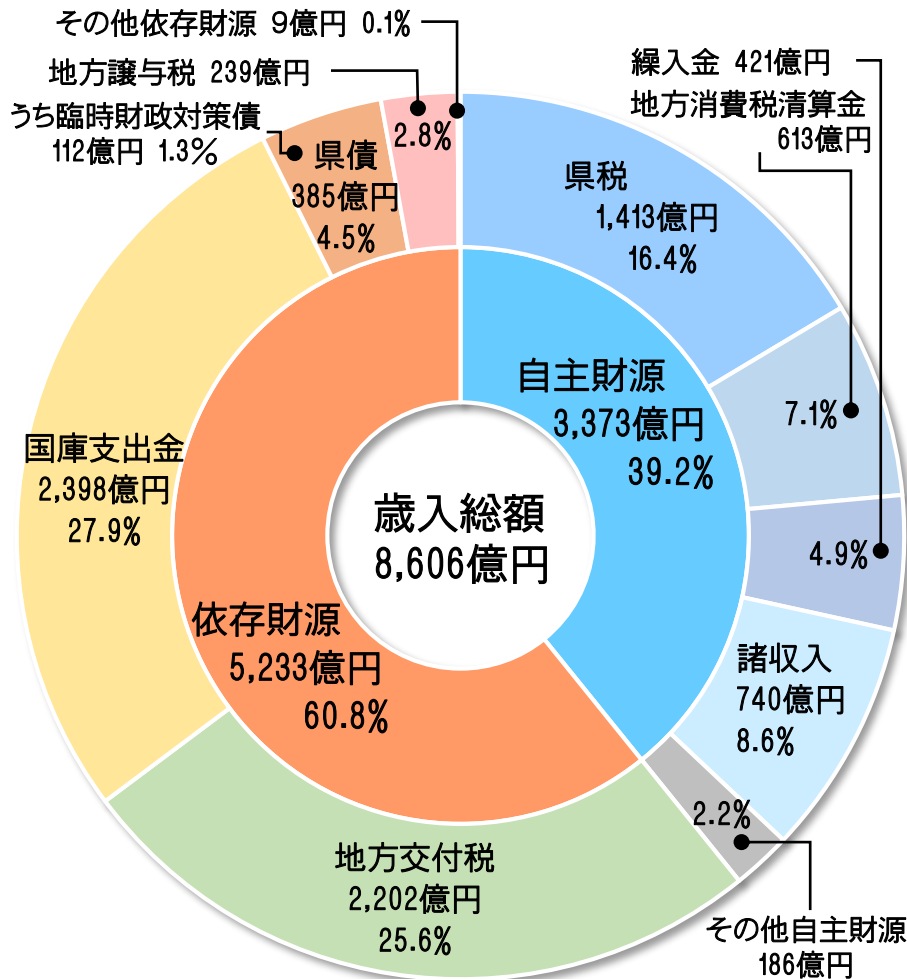 その他依存財源 9億円 0.1%
地方譲与税 239億円
うち臨時財政対策債
112億円 1.3%
県債
385億円
4.5%
2.8%
繰入金 421億円
地方消費税清算金
613億円
県税
1,413億円
16.4%
7.1%
4.9%
自主財源
3,373億円
39.2%
歳入総額
8,606億円
国庫支出金
2,398億円
27.9%
依存財源
5,233億円
60.8%
諸収入
740億円
8.6%
2.2%
その他自主財源
186億円
地方交付税
2,202億円
25.6%